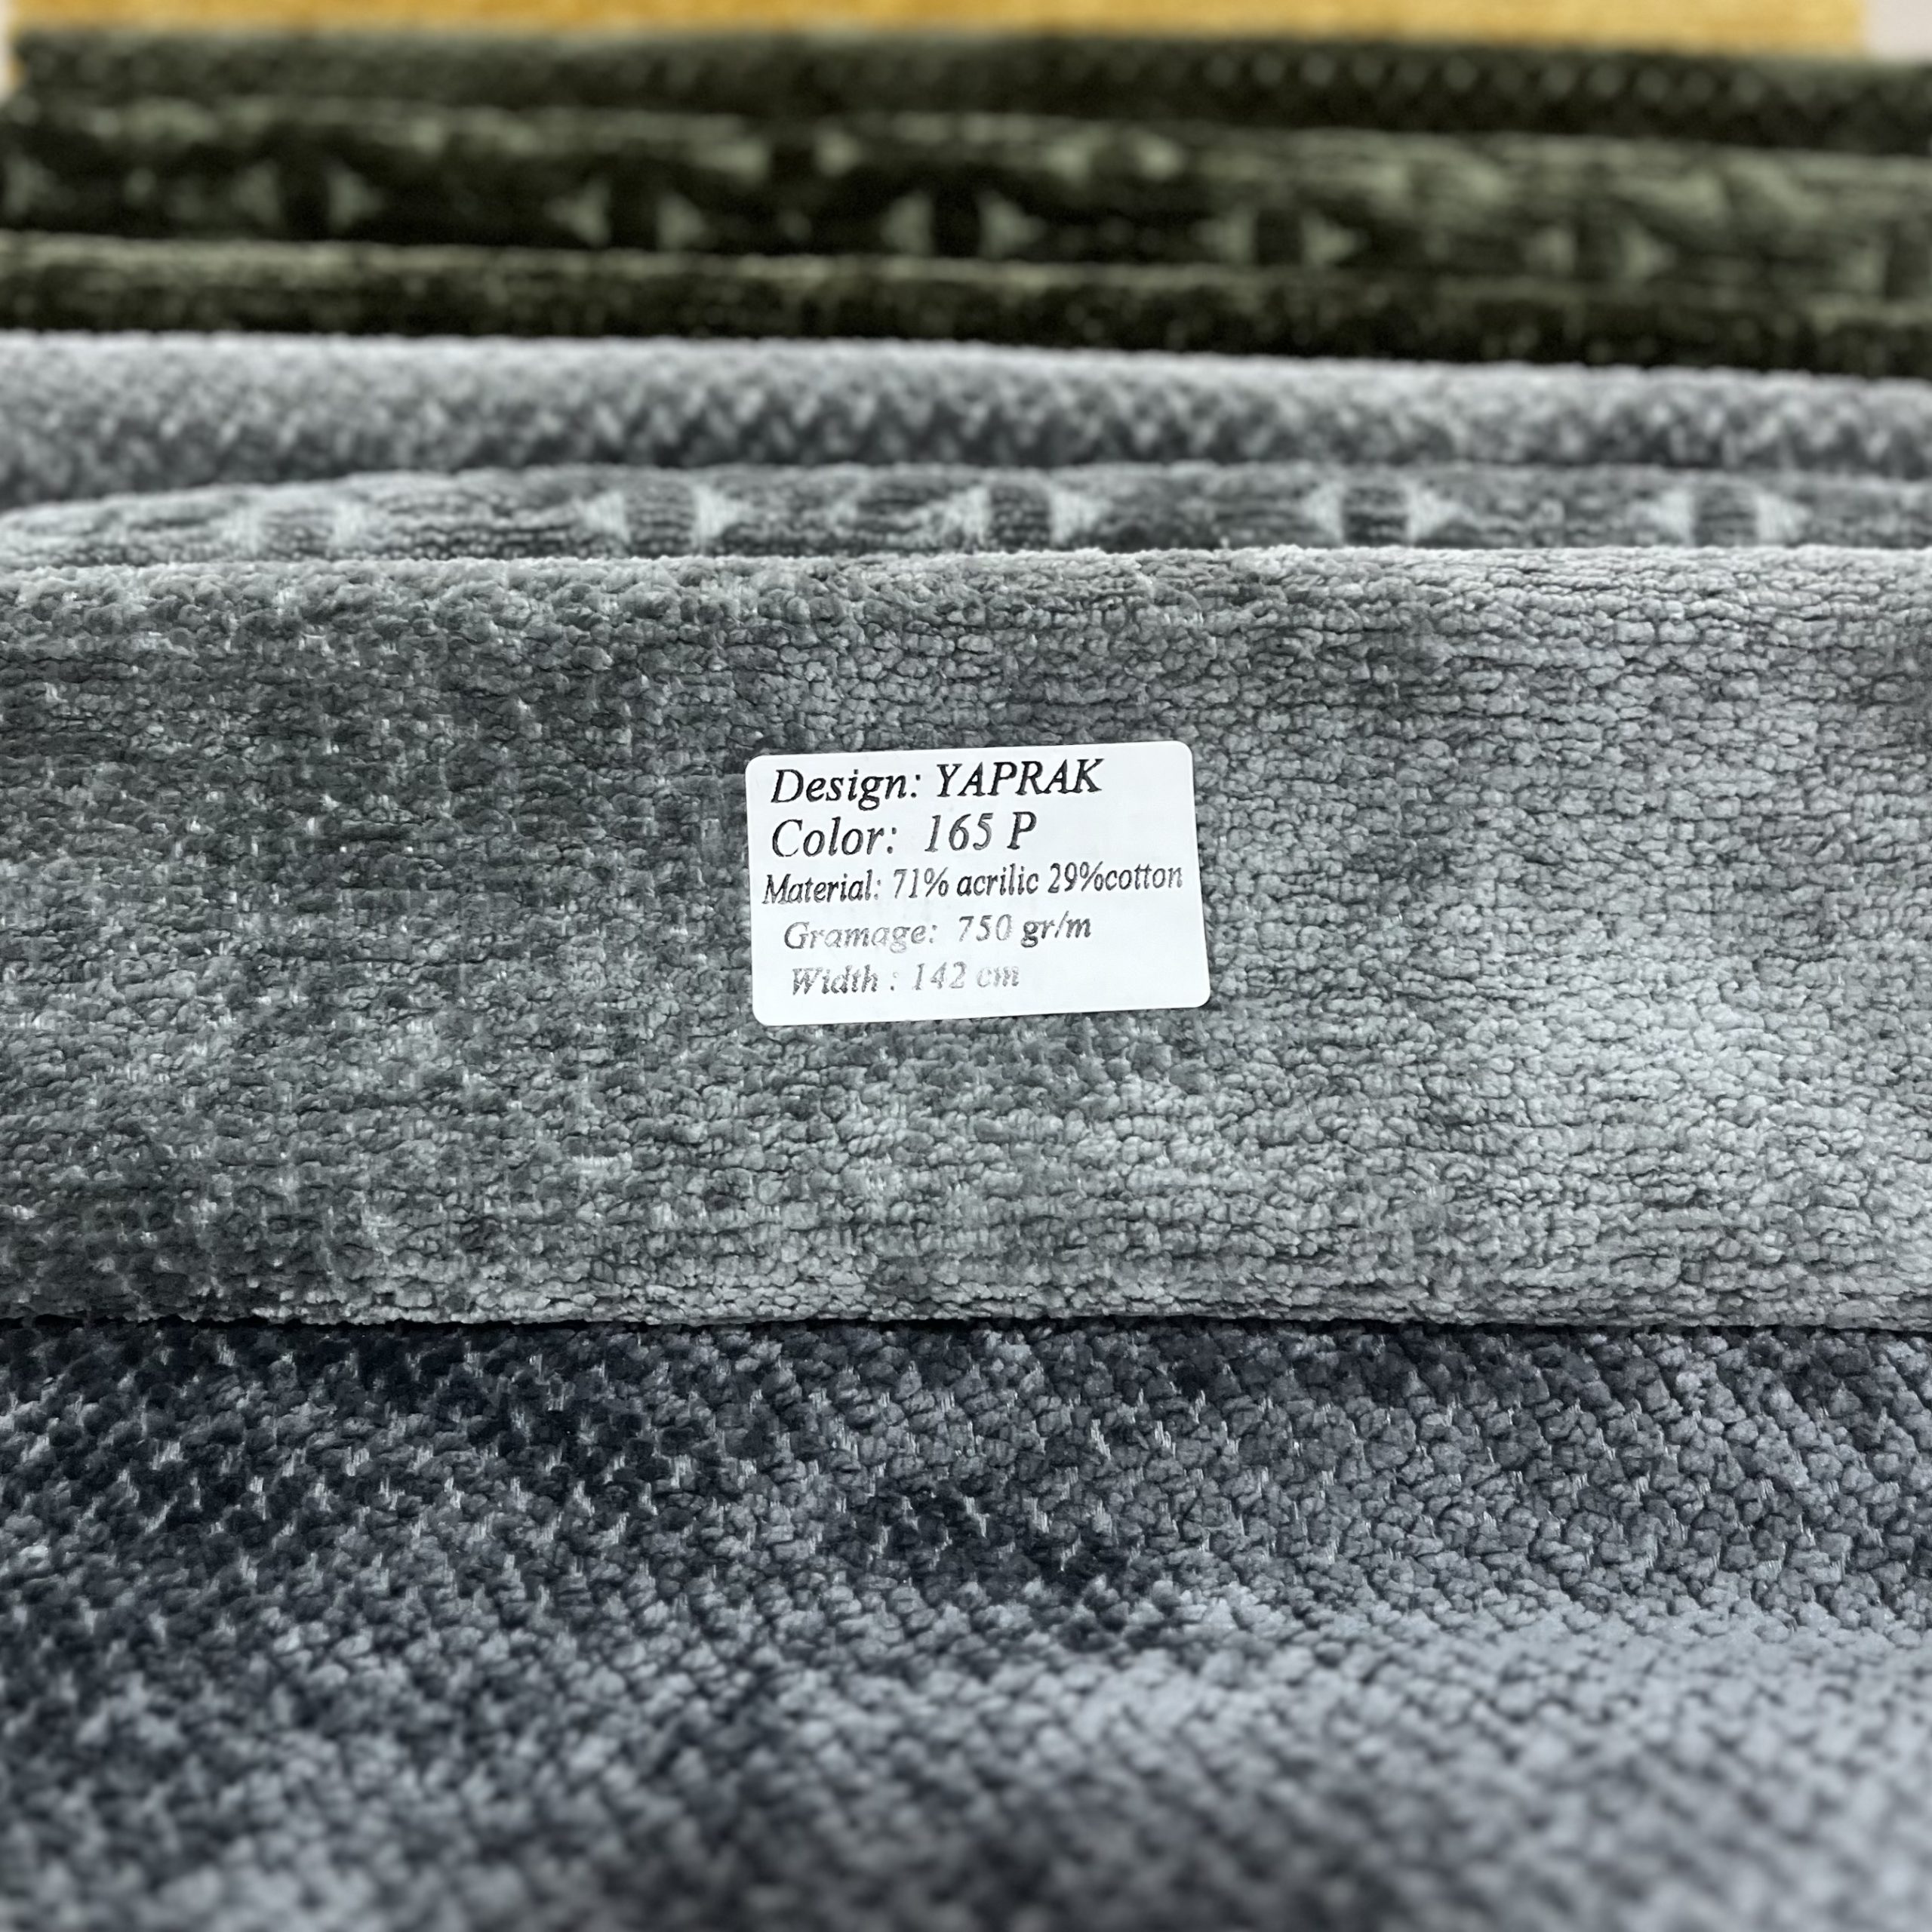 Design: YAPRAK
Color: 165 P
Material: 71% acrilic 29%cotton
Gramage: 750 gr/m
Width : 142 cm